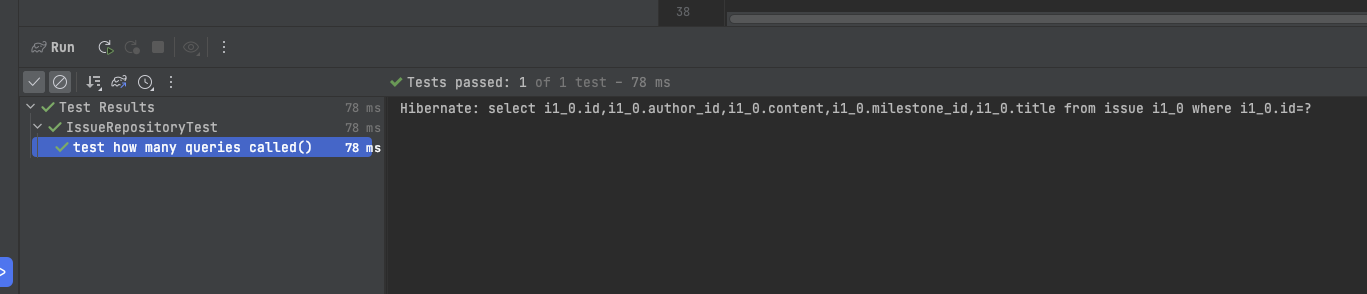 38
Run
Tests passed: 1 of 1 test – 78 ms
Test Results 78 ms
Hibernate: select i1_0.id,i1_0.author_id,i1_0.content,i1_0.milestone_id,i1_0.title from issue i1_0 where i1_0.id=?
IssueRepositoryTest 78 ms
test how many queries called() 78 ms